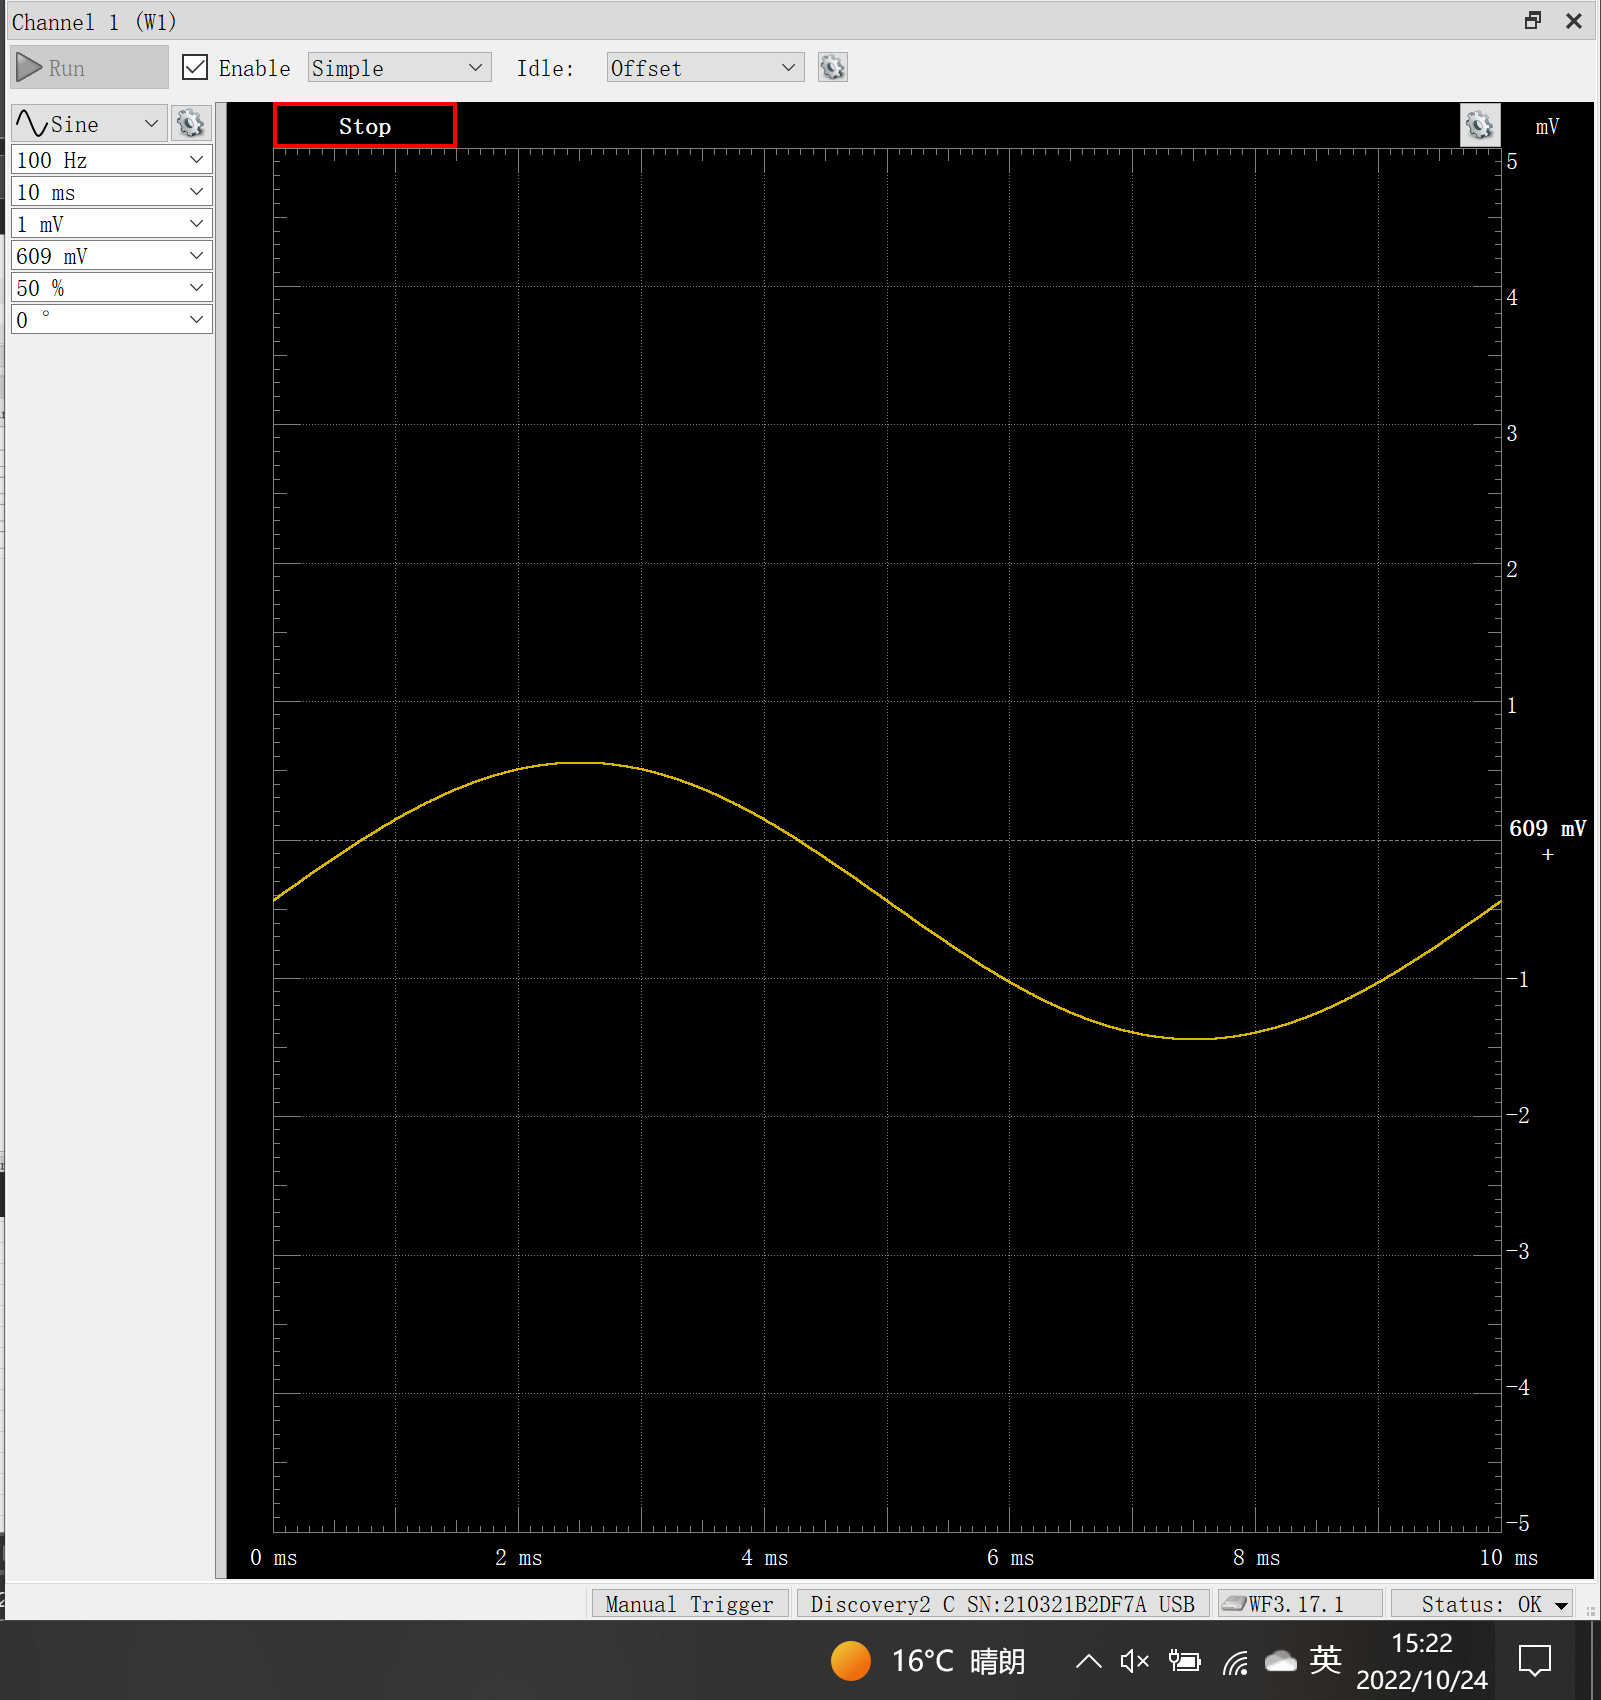 Channel 1 (W1)
Run Enable Simple Idle: Offset
Sine
100 Hz
10 ms
1 mV
609 mV
50 %
0 °
Stop
mV
5
4
3
2
1
609 mV
+
-1
-2
-3
-4
-5
0 ms 2 ms 4 ms 6 ms 8 ms 10 ms
Manual Trigger Discovery2 C SN:210321B2DF7A USB WF3.17.1 Status: OK
16°C 晴朗 英 15:22
2022/10/24